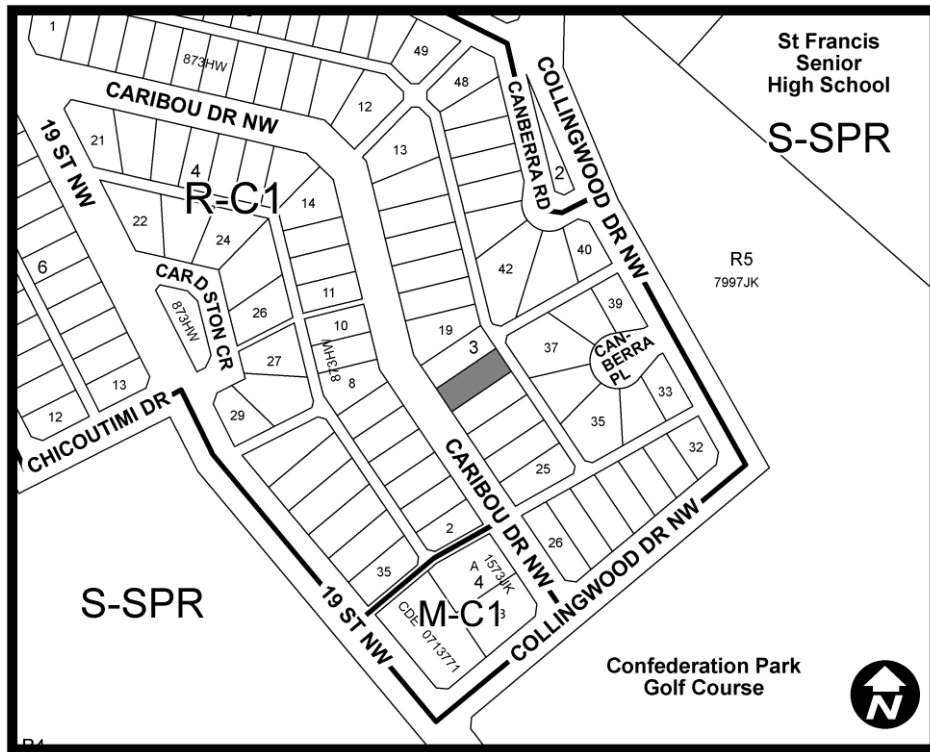 1
873HW
49
48
12
CARIBOU DR NW
CANBERRA RD
COLLINGWOOD DR NW
St Francis
Senior
High School
S-SPR
19 ST NW
21
4
R-C1
13
14
2
22
24
42
40
R5
7997JK
6
CARDSTON CR
873HW
26
11
10
39
19
3
37
CAN-
BERRA
PL
27
873HW
8
13
12
29
35
33
CHICOUTIMI DR
CARIBOU DR NW
25
32
2
26
COLLINGWOOD DR NW
35
A
4
1573JK
S-SPR
19 ST NW
M-C1
CDE 0713771
Confederation Park
Golf Course
N